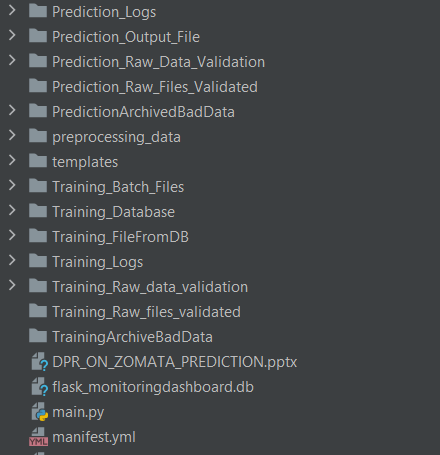 Prediction_Logs
Prediction_Output_File
Prediction_Raw_Data_Validation
Prediction_Raw_Files_Validated
PredictionArchivedBadData
preprocessing_data
templates
Training_Batch_Files
Training_Database
Training_FileFromDB
Training_Logs
Training_Raw_data_validation
Training_Raw_files_validated
TrainingArchiveBadData
DPR_ON_ZOMATA_PREDICTION.pptx
flask_monitoringdashboard.db
main.py
YML manifest.yml